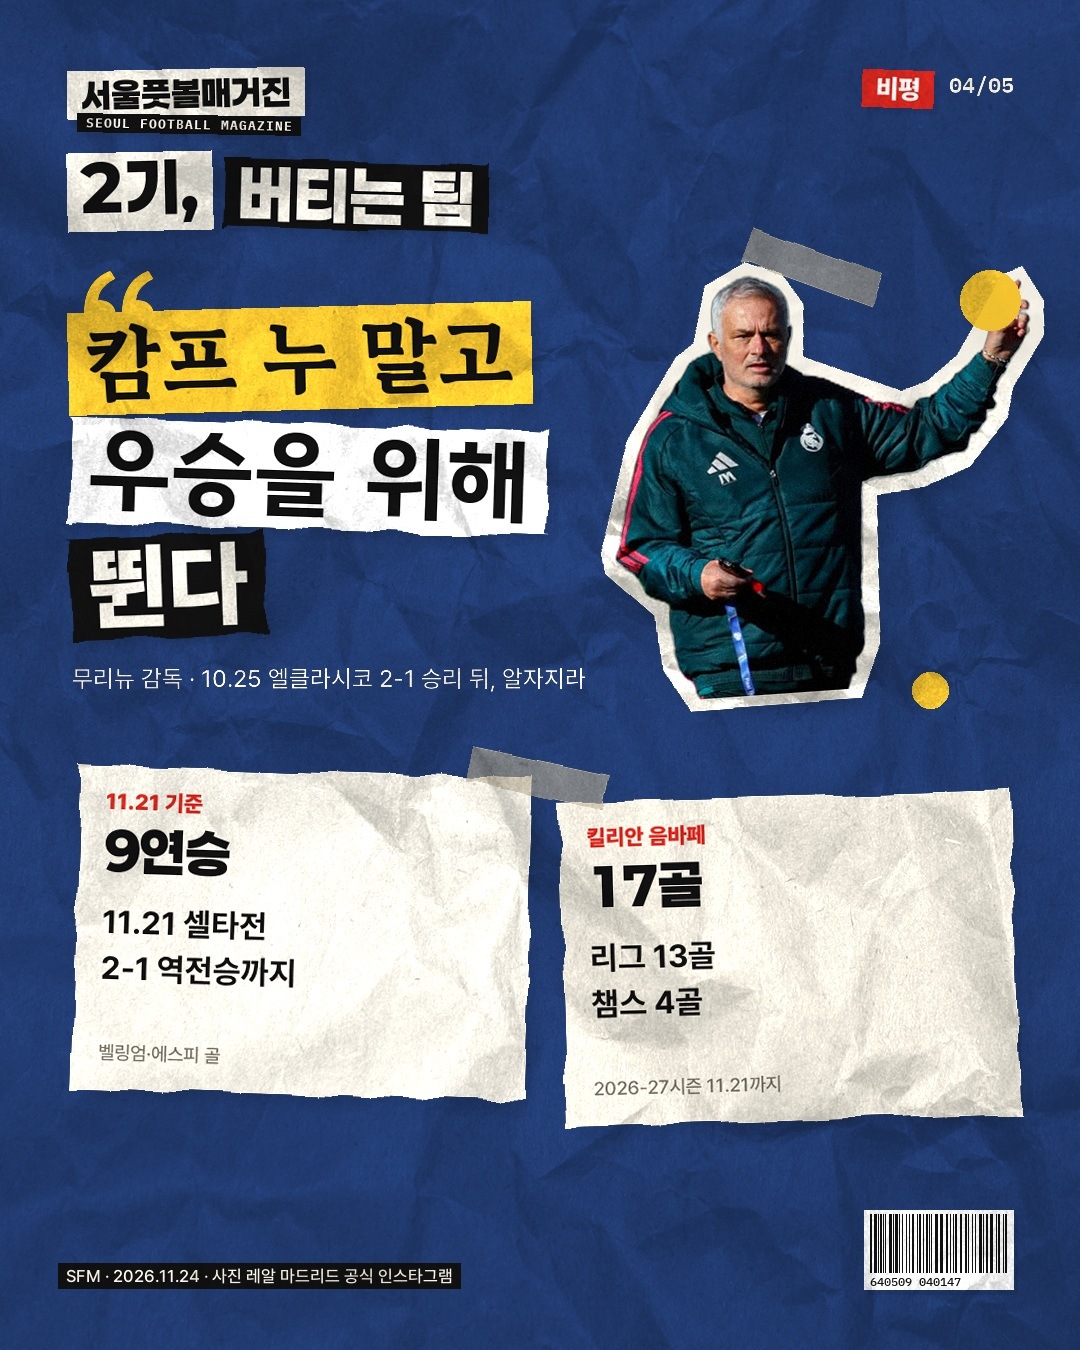 서울풋볼매거진
SEOUL FOOTBALL MAGAZINE
비평 04/05
2기, 버티는 팀
“
캄프 누 말고
우승을 위해
뛴다
무리뉴 감독 · 10.25 엘클라시코 2-1 승리 뒤, 알자지라
11.21 기준
9연승
11.21 셀타전
2-1 역전승까지
벨링엄·에스피 골
킬리안 음바페
17골
리그 13골
챔스 4골
2026-27시즌 11.21까지
SFM · 2026.11.24 · 사진 레알 마드리드 공식 인스타그램
640509 040147